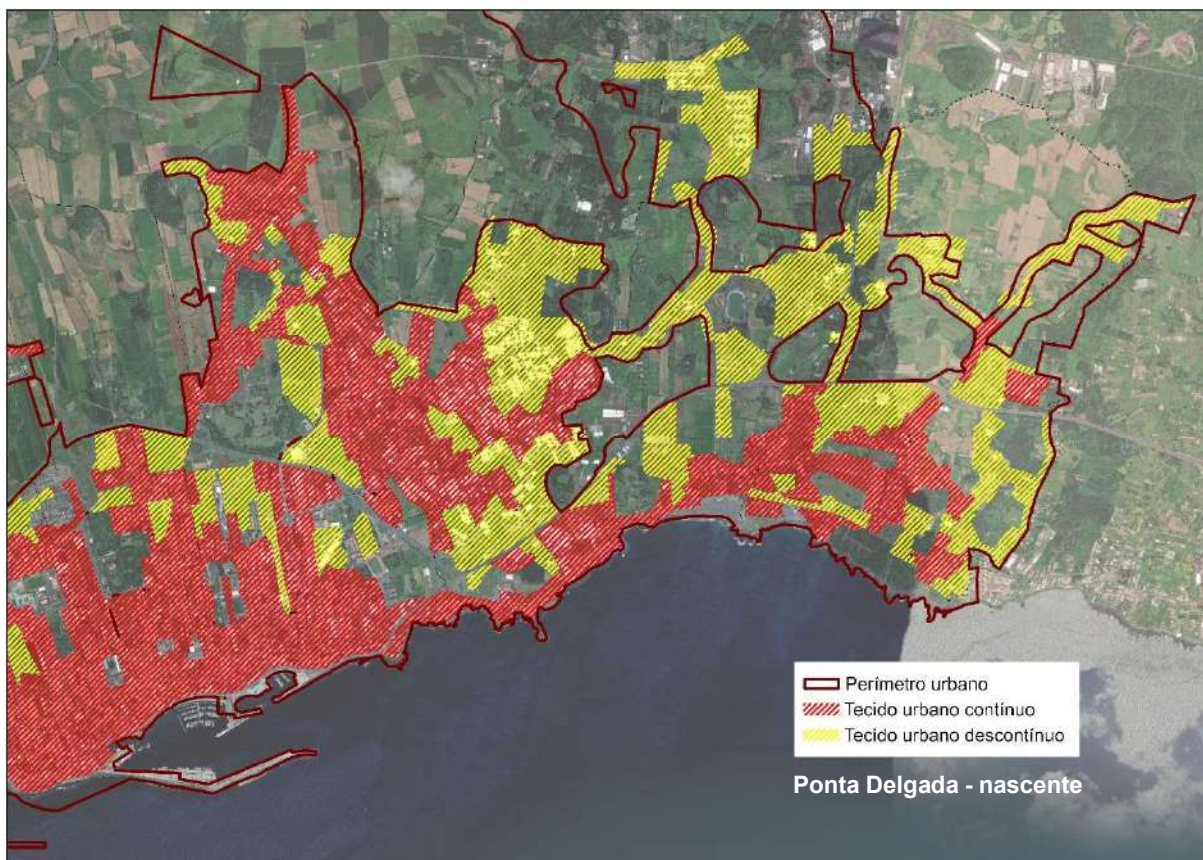 Perímetro urbano
Tecido urbano contínuo
Tecido urbano descontínuo
Ponta Delgada - nascente